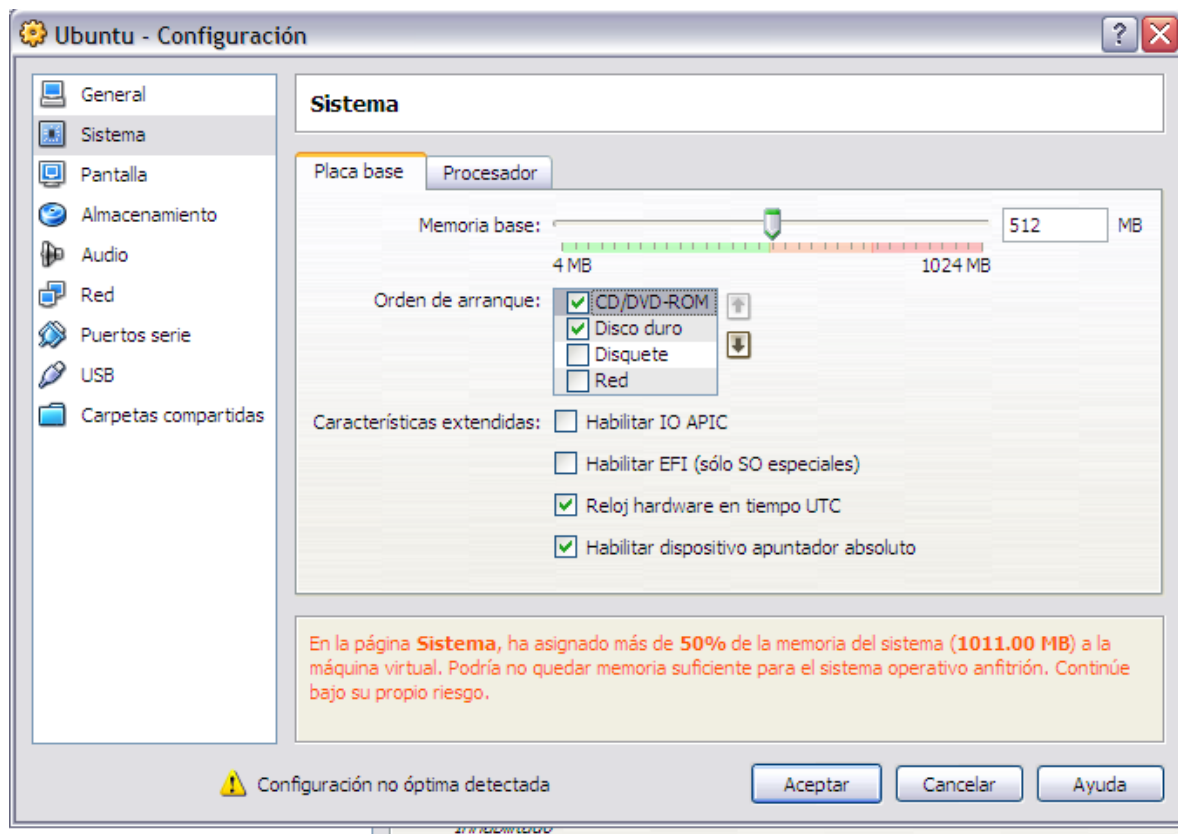 Ubuntu - Configuración
General
Sistema
Pantalla
Almacenamiento
Audio
Red
Puertos serie
USB
Carpetas compartidas
Sistema
Placa base
Procesador
Memoria base:
512
MB
4 MB
1024 MB
Orden de arranque:
CD/DVD-ROM
Disco duro
Disquete
Red
Características extendidas:
Habilitar IO APIC
Habilitar EFI (sólo SO especiales)
Reloj hardware en tiempo UTC
Habilitar dispositivo apuntador absoluto
En la página Sistema, ha asignado más de 50% de la memoria del sistema (1011.00 MB) a la
máquina virtual. Podría no quedar memoria suficiente para el sistema operativo anfitrión. Continúe
bajo su propio riesgo.
Configuración no óptima detectada
Aceptar
Cancelar
Ayuda